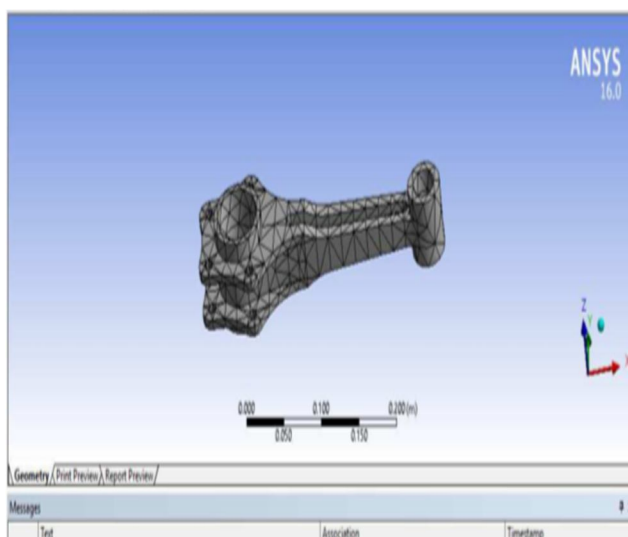 ANSYS
16.0
Z
Y
X
0.000 0.100 0.200 (m)
0.050 0.150
Geometry Print Preview Report Preview
Messages
Text Association Timestamp